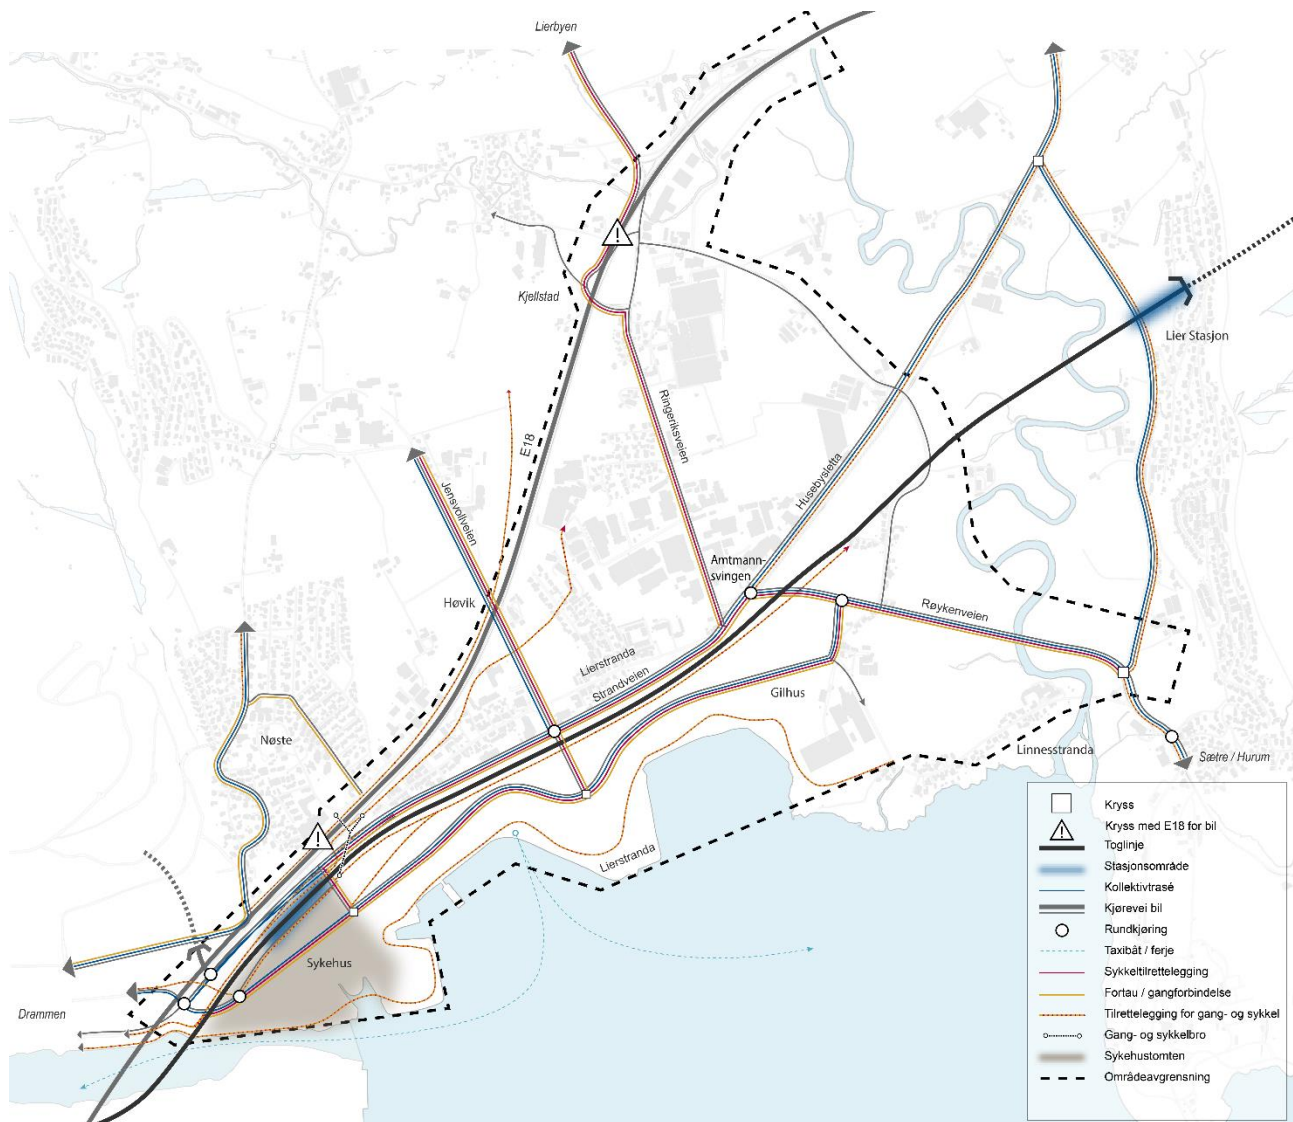 Lierbyen
Kjellstad
Lier Stasjon
E18
Ringeriksveien
Jensvollveien
Husebysletta
Amtmann-
svingen
Høvik
Røykenveien
Lierstranda
Strandveien
Gilhus
Nøste
Linnesstranda
Sætre / Hurum
Lierstranda
Sykehus
Drammen
Kryss
Kryss med E18 for bil
Toglinje
Stasjonsområde
Kollektivtrasé
Kjørevei bil
Rundkjøring
Taxibåt / ferje
Sykkeltilrettelegging
Fortau / gangforbindelse
Tilrettelegging for gang- og sykkel
Gang- og sykkelbro
Sykehustomten
Områdeavgrensning